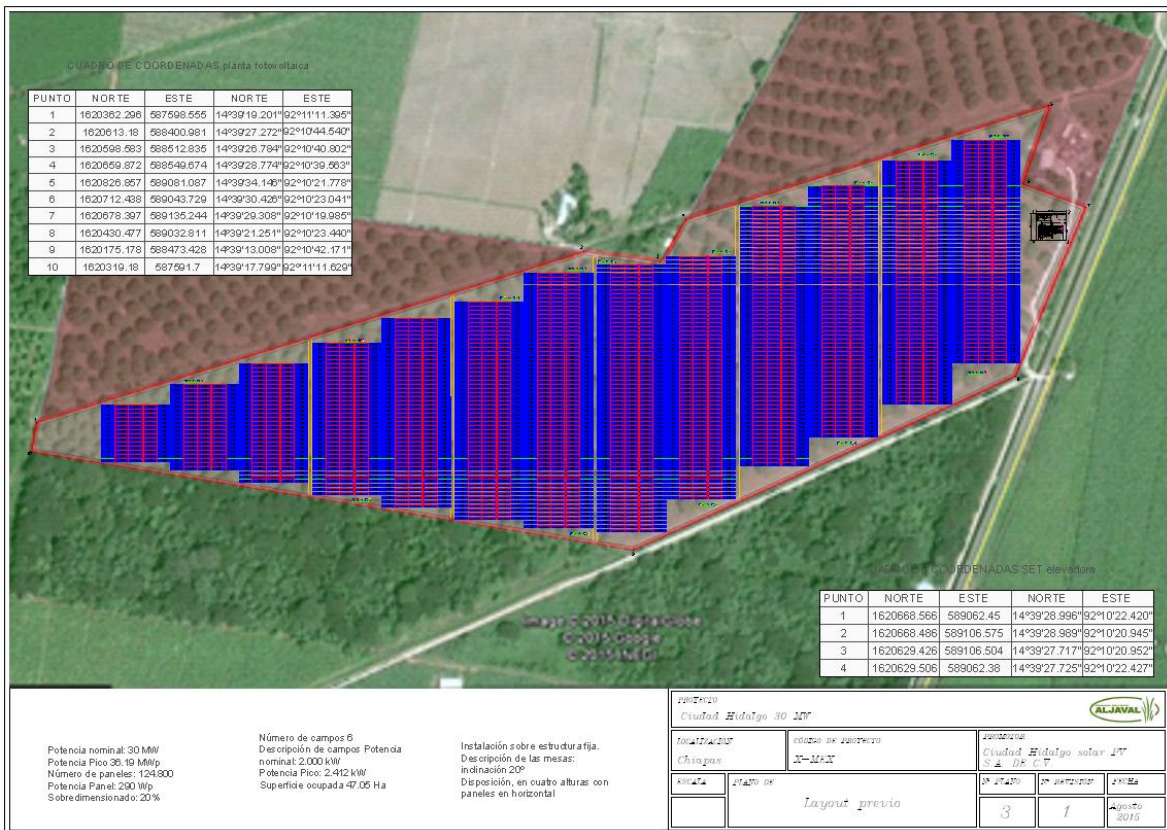 CUADRO DE COORDENADAS planta fotovoltaica
PUNTO NORTE ESTE NORTE ESTE
1 1620362.296 587598.555 14º39'19.201" 92º11'11.395"
2 1620613.18 588400.981 14º39'27.272" 92º10'44.540"
3 1620598.583 588512.835 14º39'26.784" 92º10'40.802"
4 1620659.872 588549.674 14º39'28.774" 92º10'39.563"
5 1620826.857 589081.087 14º39'34.146" 92º10'21.778"
6 1620712.438 589043.729 14º39'30.426" 92º10'23.041"
7 1620678.397 589135.244 14º39'29.308" 92º10'19.985"
8 1620430.477 589032.811 14º39'21.251" 92º10'23.440"
9 1620175.178 588473.428 14º39'13.008" 92º10'42.171"
10 1620319.18 587591.7 14º39'17.799" 92º11'11.629"
CUADRO DE COORDENADAS SET elevadora
PUNTO NORTE ESTE NORTE ESTE
1 1620668.566 589062.45 14º39'28.996" 92º10'22.420"
2 1620668.486 589106.575 14º39'28.989" 92º10'20.945"
3 1620629.426 589106.504 14º39'27.717" 92º10'20.952"
4 1620629.506 589062.38 14º39'27.725" 92º10'22.427"
Image © 2015 DigitalGlobe
© 2015 Google
© 2015 INEGI
Potencia nominal: 30 MW
Potencia Pico 36.19 MWp
Número de paneles: 124.800
Potencia Panel: 290 Wp
Sobredimensionado: 20%
Número de campos 6
Descripción de campos Potencia
nominal: 2.000 kW
Potencia Pico: 2.412 kW
Superficie ocupada 47.05 Ha
Instalación sobre estructura fija.
Descripción de las mesas:
inclinación 20º
Disposición, en cuatro alturas con
paneles en horizontal
PROYECTO
Ciudad Hidalgo 30 MW
ALJAVAL
LOCALIZACION
Chiapas
CÓDIGO DE PROYECTO
X-MEX
PROMOTOR
Ciudad Hidalgo solar PV
S.A. DE C.V.
ESCALA
PLANO DE
Layout previo
Nº PLANO
3
Nº REVISIÓN
1
FECHA
Agosto
2015